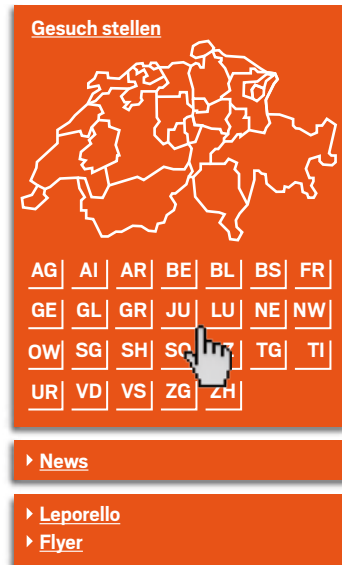 Gesuch stellen
AG AI AR BE BL BS FR
GE GL GR JU LU NE NW
OW SG SH SO TG TI
UR VD VS ZG ZH
News
Leporello
Flyer